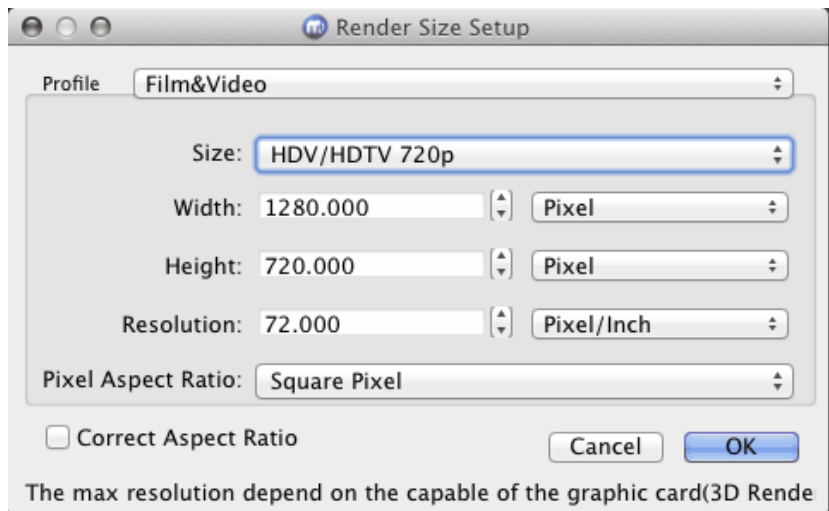 Render Size Setup
Profile Film&Video
Size: HDV/HDTV 720p
Width: 1280.000 Pixel
Height: 720.000 Pixel
Resolution: 72.000 Pixel/Inch
Pixel Aspect Ratio: Square Pixel
Correct Aspect Ratio
Cancel OK
The max resolution depend on the capable of the graphic card(3D Rende